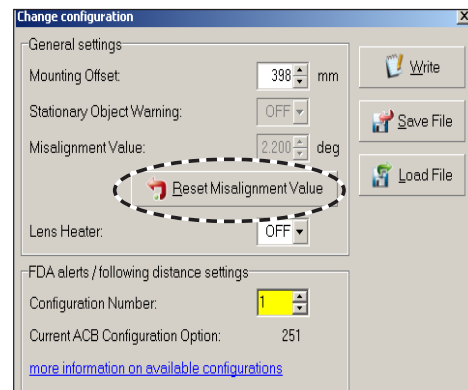 Change configuration
General settings
Mounting Offset: 398 mm
Write
Stationary Object Warning: OFF
Save File
Misalignment Value: 2.200 deg
Load File
Reset Misalignment Value
Lens Heater: OFF
FDA alerts / following distance settings
Configuration Number: 1
Current ACB Configuration Option: 251
more information on available configurations